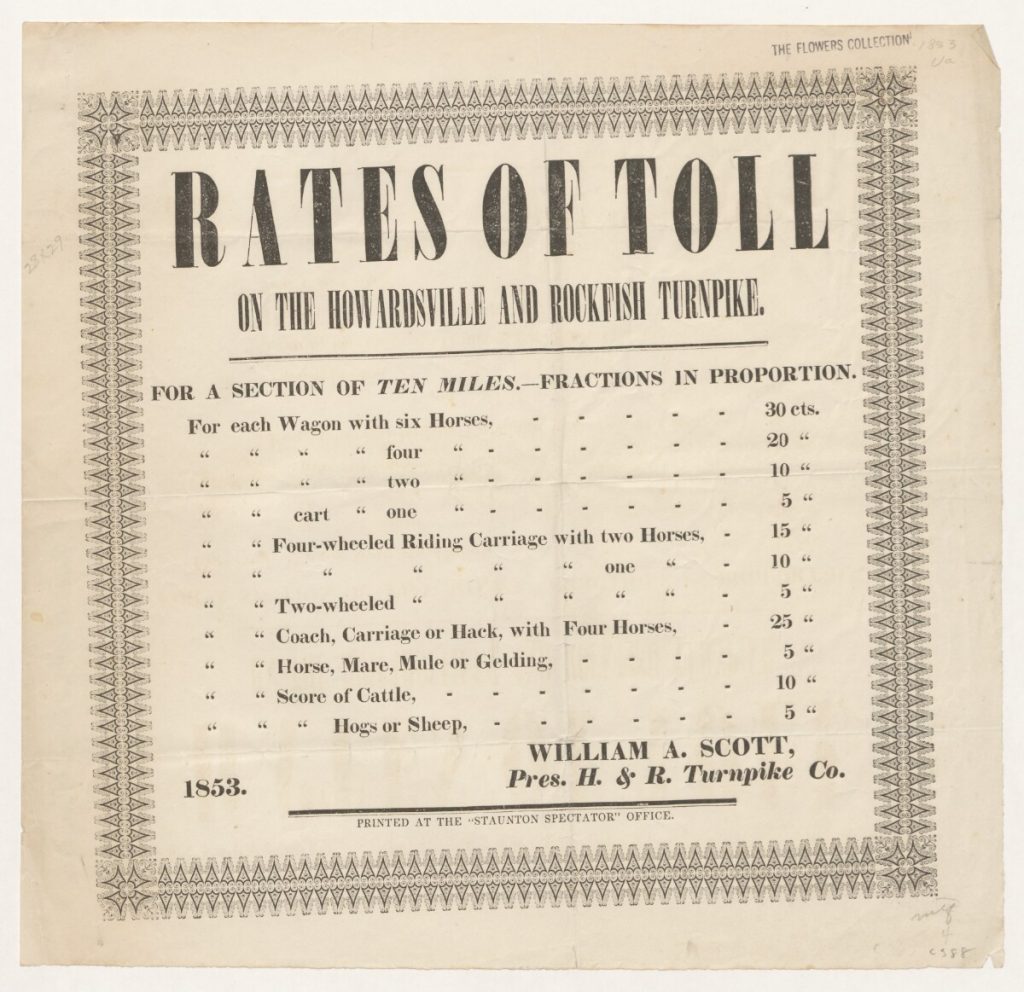 THE FLOWERS COLLECTION 1853
Va
23x29
RATES OF TOLL
ON THE HOWARDSVILLE AND ROCKFISH TURNPIKE.
FOR A SECTION OF TEN MILES.—FRACTIONS IN PROPORTION.
For each Wagon with six Horses, - - - - - 30 cts.
“ “ “ “ four “ - - - - - - 20 “
“ “ “ “ two “ - - - - - - 10 “
“ “ cart “ one “ - - - - - - 5 “
“ “ Four-wheeled Riding Carriage with two Horses, - 15 “
“ “ “ “ “ “ one “ - 10 “
“ “ Two-wheeled “ “ “ “ “ - 5 “
“ “ Coach, Carriage or Hack, with Four Horses, - 25 “
“ “ Horse, Mare, Mule or Gelding, - - - - 5 “
“ “ Score of Cattle, - - - - - - - 10 “
“ “ “ Hogs or Sheep, - - - - - - 5 “
WILLIAM A. SCOTT,
1853. Pres. H. & R. Turnpike Co.
PRINTED AT THE “STAUNTON SPECTATOR” OFFICE.